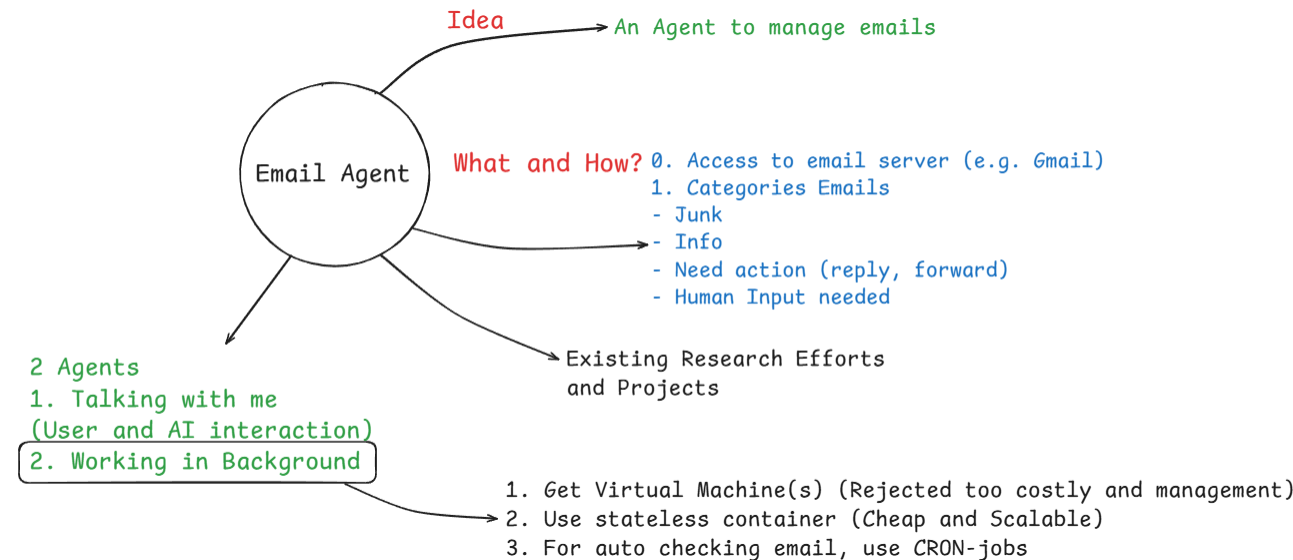 Idea
An Agent to manage emails
Email Agent
What and How?
0. Access to email server (e.g. Gmail)
1. Categories Emails
- Junk
- Info
- Need action (reply, forward)
- Human Input needed
Existing Research Efforts
and Projects
2 Agents
1. Talking with me
(User and AI interaction)
2. Working in Background
1. Get Virtual Machine(s) (Rejected too costly and management)
2. Use stateless container (Cheap and Scalable)
3. For auto checking email, use CRON-jobs